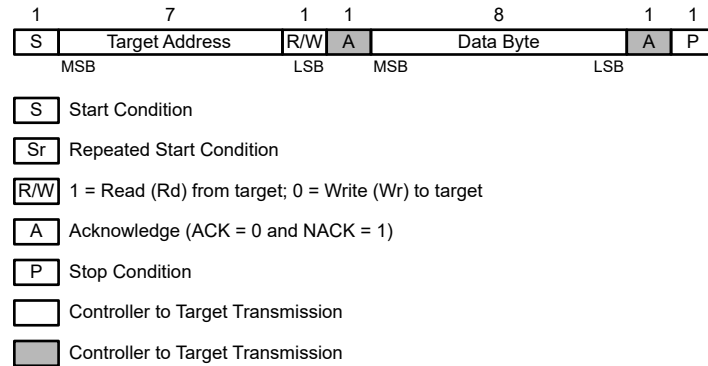 1 7 1 1 8 1 1
S Target Address R/W A Data Byte A P
MSB LSB MSB LSB
S Start Condition
Sr Repeated Start Condition
R/W 1 = Read (Rd) from target; 0 = Write (Wr) to target
A Acknowledge (ACK = 0 and NACK = 1)
P Stop Condition
Controller to Target Transmission
Controller to Target Transmission